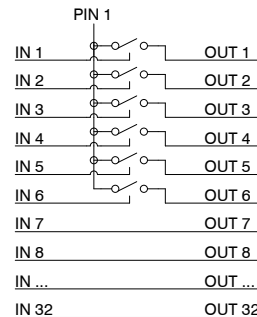 PIN 1
IN 1 OUT 1
IN 2 OUT 2
IN 3 OUT 3
IN 4 OUT 4
IN 5 OUT 5
IN 6 OUT 6
IN 7 OUT 7
IN 8 OUT 8
IN ... OUT ...
IN 32 OUT 32